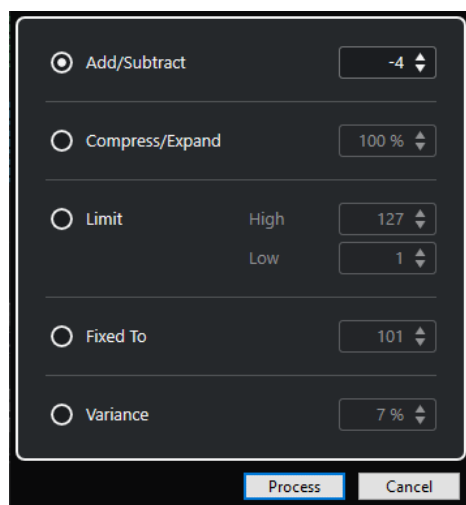 Add/Subtract -4
Compress/Expand 100 %
Limit High 127
Low 1
Fixed To 101
Variance 7 %
Process Cancel